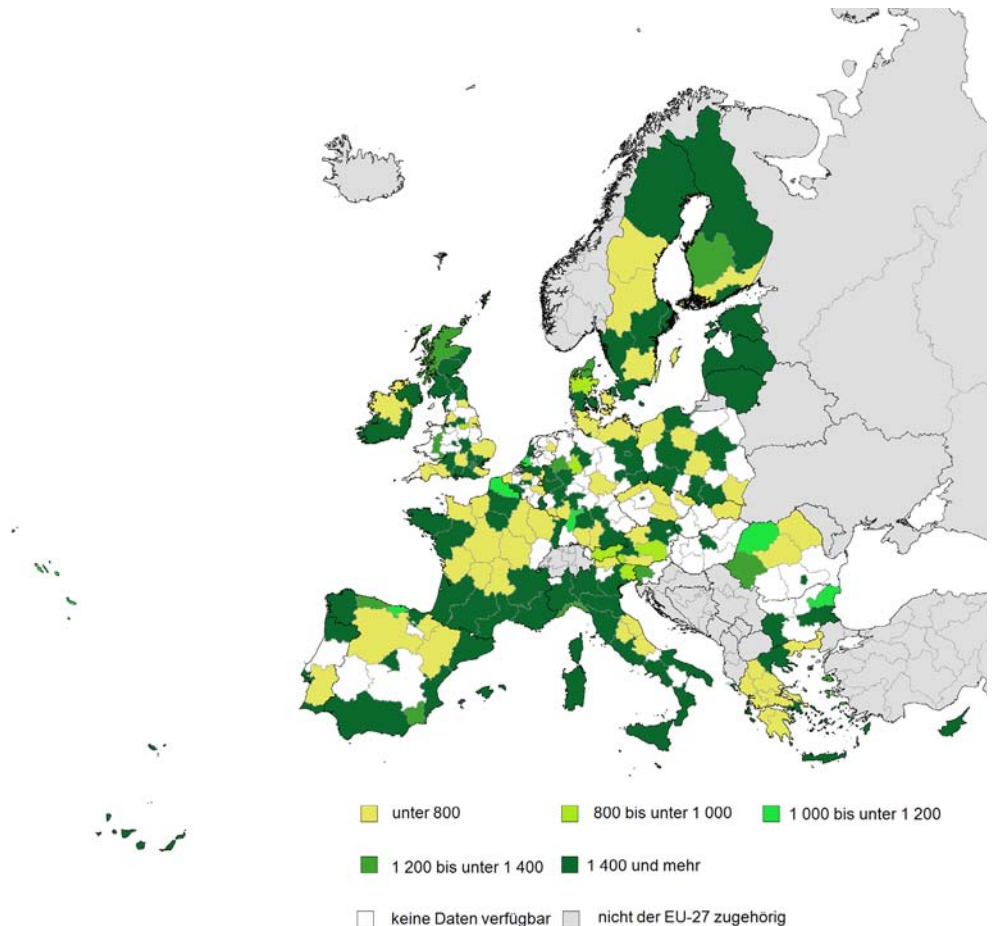 unter 800 800 bis unter 1 000 1 000 bis unter 1 200
1 200 bis unter 1 400 1 400 und mehr
keine Daten verfügbar nicht der EU-27 zugehörig